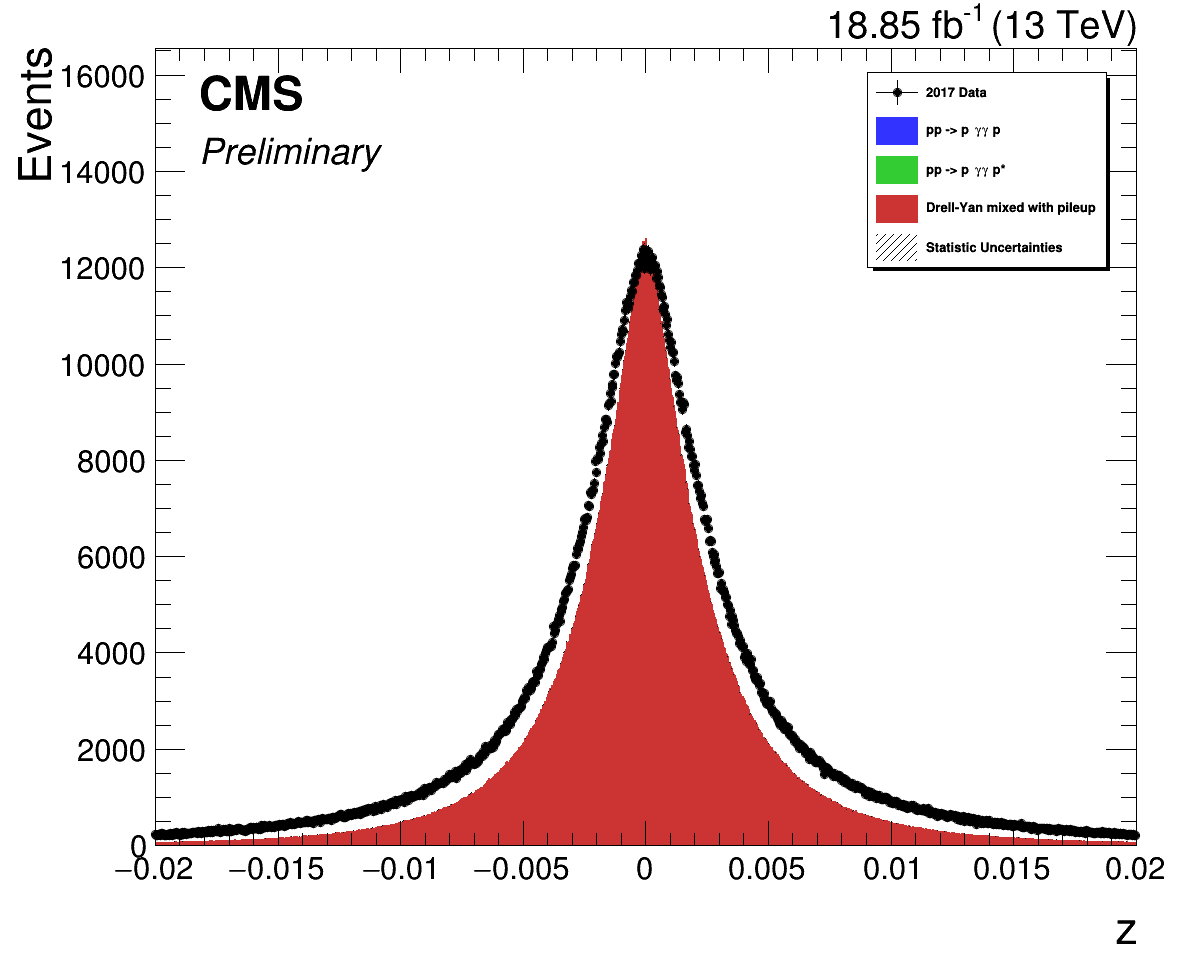 18.85 fb⁻¹ (13 TeV)
Events
CMS
Preliminary
2017 Data
pp -> p γγ p
pp -> p γγ p*
Drell-Yan mixed with pileup
Statistic Uncertainties
16000
14000
12000
10000
8000
6000
4000
2000
0
−0.02 −0.015 −0.01 −0.005 0 0.005 0.01 0.015 0.02
z